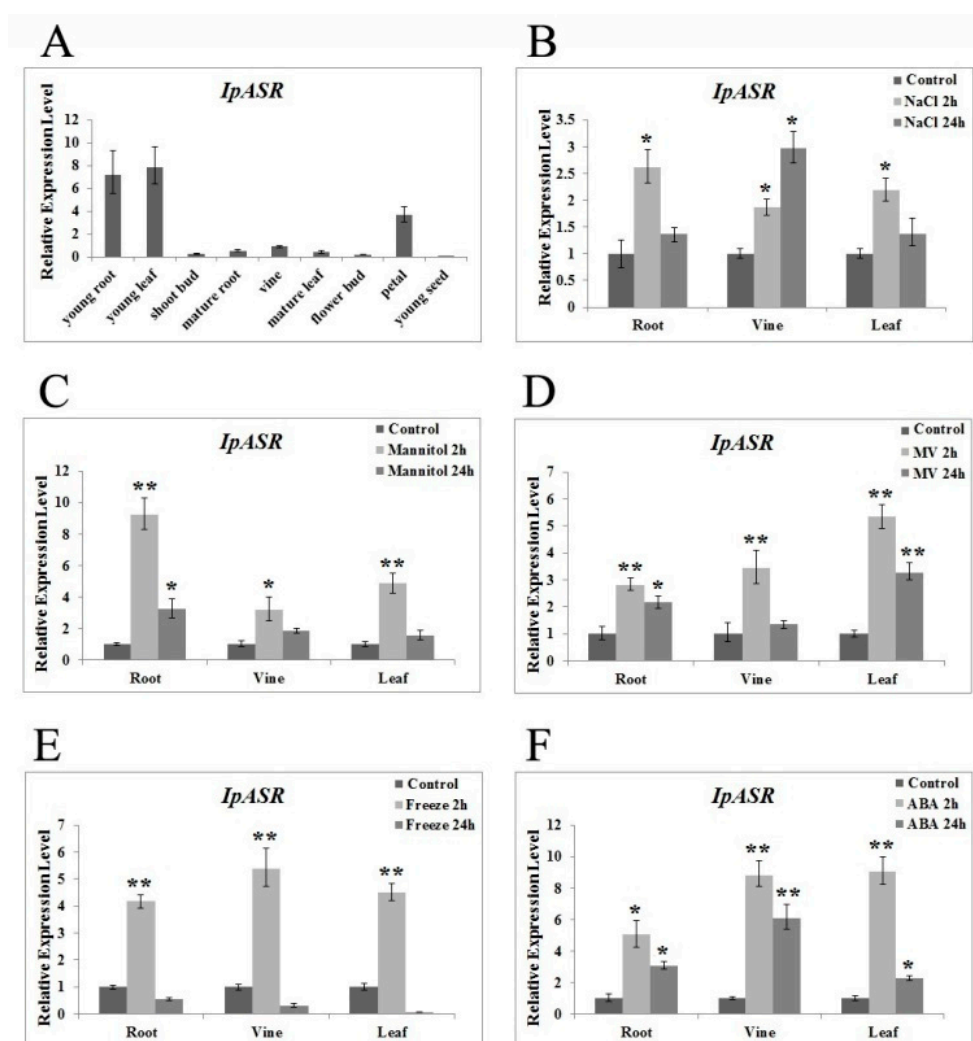 A
IpASR
Relative Expression Level
12
10
8
6
4
2
0
young root
young leaf
shoot bud
mature root
vine
mature leaf
flower bud
petal
young seed
B
IpASR
Control
NaCl 2h
NaCl 24h
Relative Expression Level
3.5
3
2.5
2
1.5
1
0.5
0
*
*
*
*
Root
Vine
Leaf
C
IpASR
Control
Mannitol 2h
Mannitol 24h
Relative Expression Level
12
10
8
6
4
2
0
**
*
*
**
Root
Vine
Leaf
D
IpASR
Control
MV 2h
MV 24h
Relative Expression Level
7
6
5
4
3
2
1
0
**
*
**
**
**
Root
Vine
Leaf
E
IpASR
Control
Freeze 2h
Freeze 24h
Relative Expression Level
7
6
5
4
3
2
1
0
**
**
**
Root
Vine
Leaf
F
IpASR
Control
ABA 2h
ABA 24h
Relative Expression Level
12
10
8
6
4
2
0
*
*
**
**
**
*
Root
Vine
Leaf